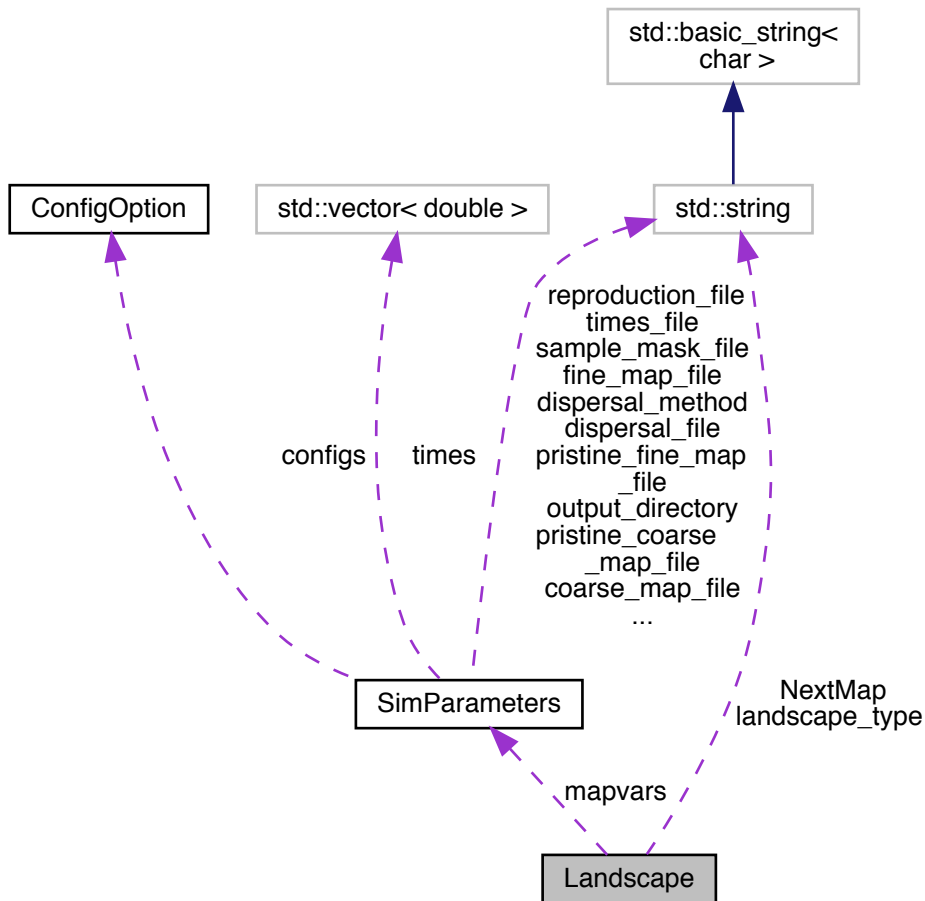 std::basic_string<
char >
ConfigOption
std::vector< double >
std::string
reproduction_file
times_file
sample_mask_file
fine_map_file
dispersal_method
dispersal_file
pristine_fine_map
_file
output_directory
pristine_coarse
_map_file
coarse_map_file
...
configs
times
SimParameters
NextMap
landscape_type
mapvars
Landscape